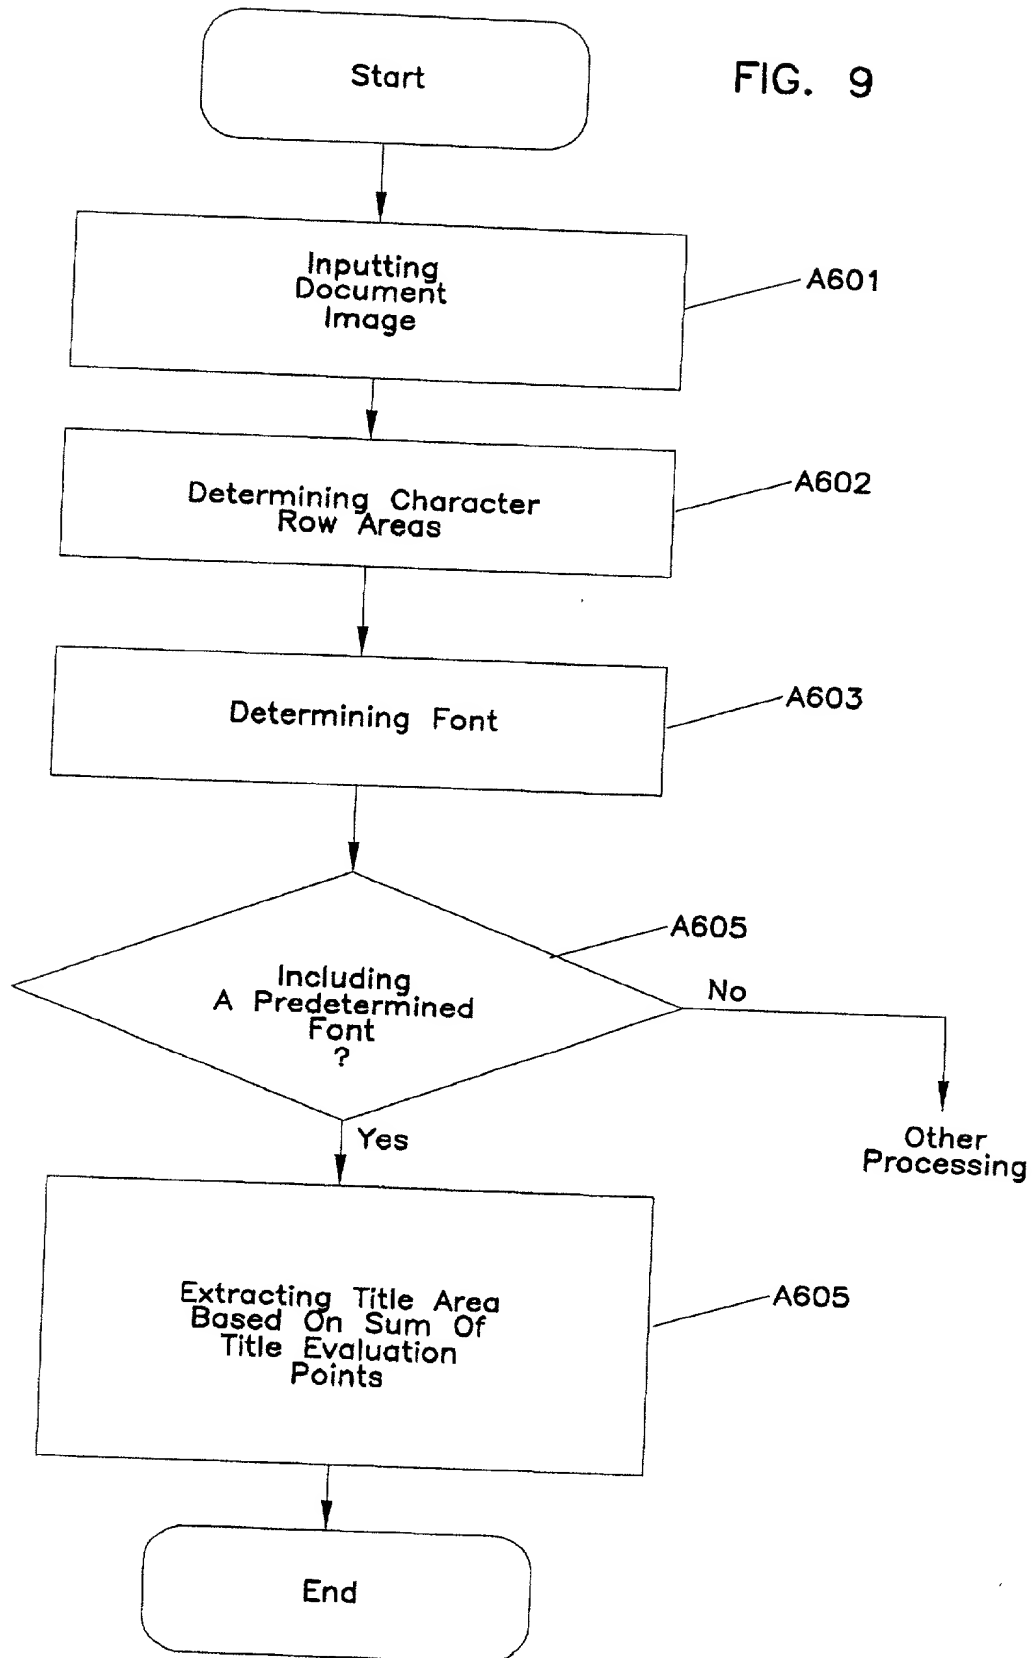 Start
FIG. 9
Inputting
Document
Image
A601
Determining Character
Row Areas
A602
Determining Font
A603
A605
Including
A Predetermined
Font
?
No
Yes
Other
Processing
Extracting Title Area
Based On Sum Of
Title Evaluation
Points
A605
End